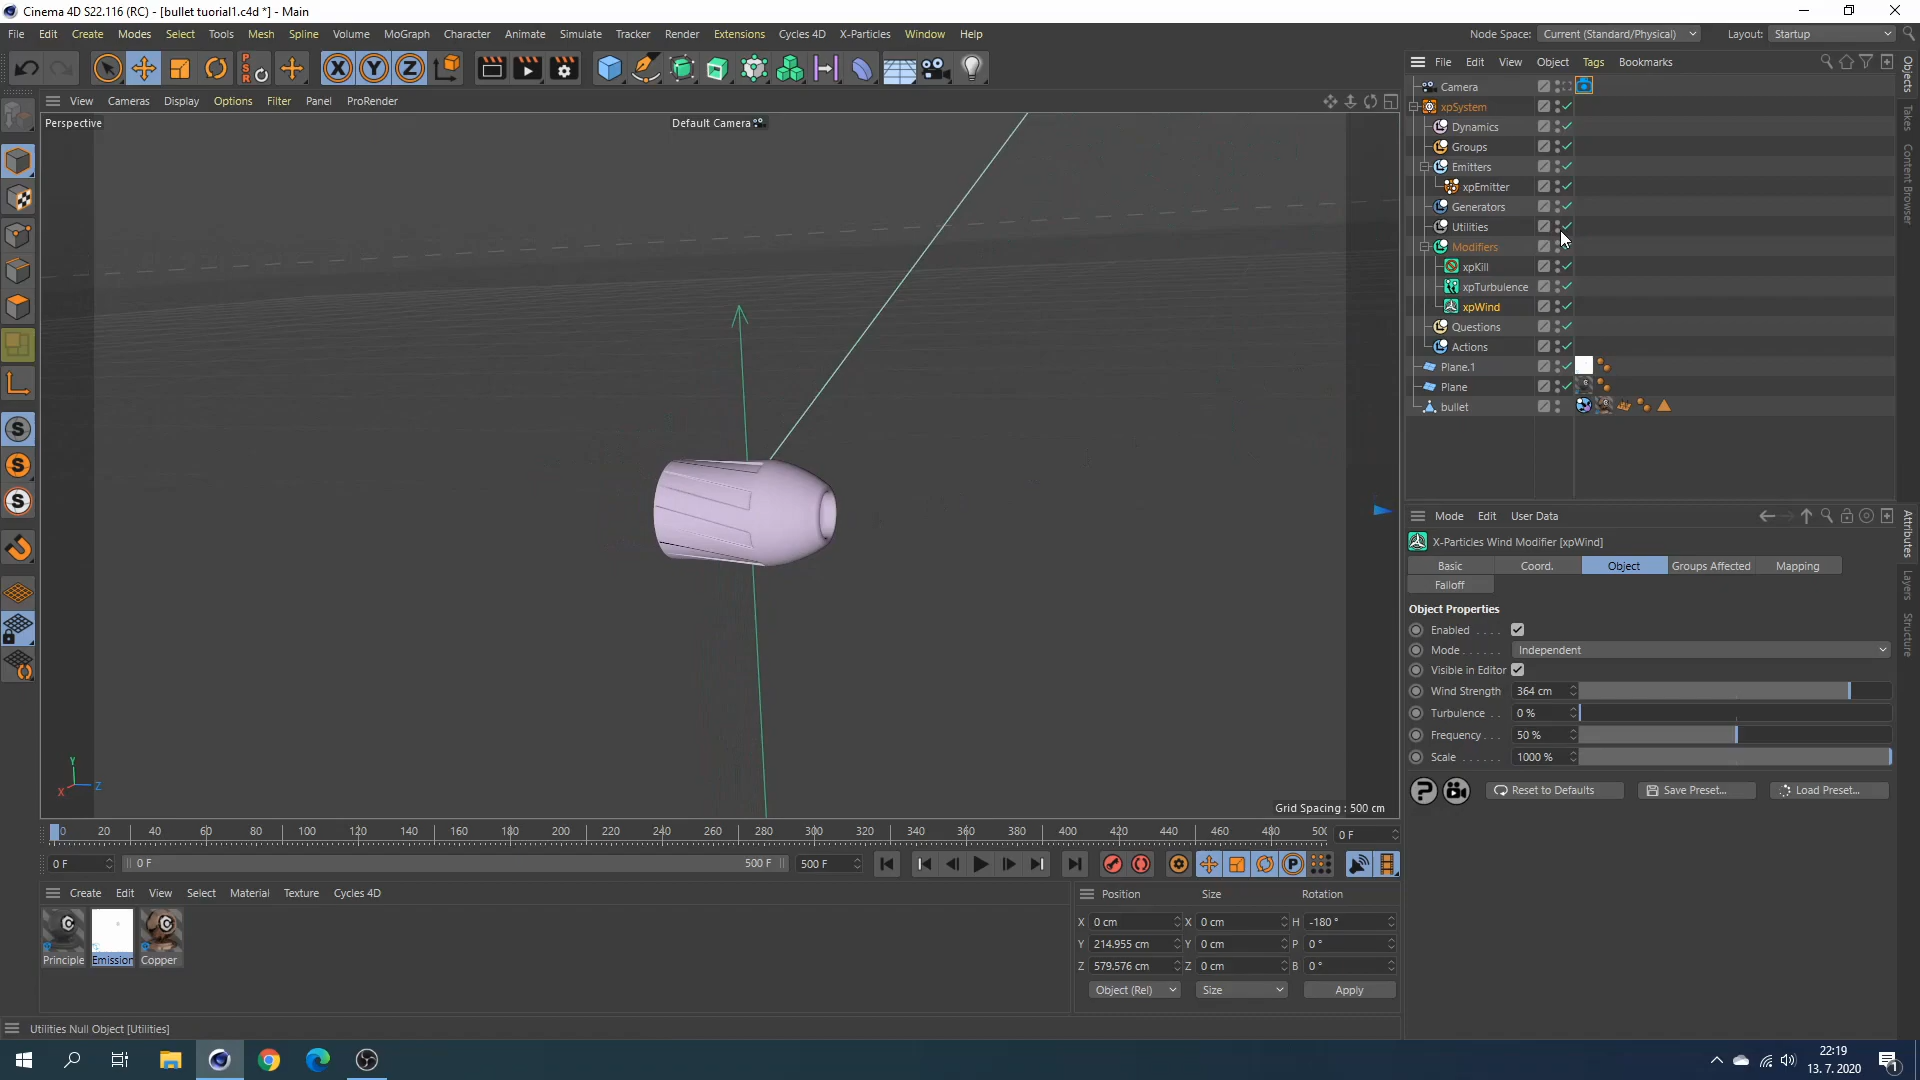 Cinema 4D S22.116 (RC) - [bullet tuorial1.c4d *] - Main
File Edit Create Modes Select Tools Mesh Spline Volume MoGraph Character Animate Simulate Tracker Render Extensions Cycles 4D X-Particles Window Help
Node Space: Current (Standard/Physical) Layout: Startup
File Edit View Object Tags Bookmarks
View Cameras Display Options Filter Panel ProRender
Perspective
Default Camera
Camera
xpSystem
Dynamics
Groups
Emitters
xpEmitter
Generators
Utilities
Modifiers
xpKill
xpTurbulence
xpWind
Questions
Actions
Plane.1
Plane
bullet
Objects
Takes
Content Browser
Mode Edit User Data
X-Particles Wind Modifier [xpWind]
Basic Coord. Object Groups Affected Mapping
Falloff
Object Properties
Enabled . . . .
Mode . . . . . . Independent
Visible in Editor
Wind Strength 364 cm
Turbulence . . 0 %
Frequency . . . 50 %
Scale . . . . . . 1000 %
Reset to Defaults Save Preset... Load Preset...
Attributes
Layers
Structure
Y
X Z
Grid Spacing : 500 cm
0 20 40 60 80 100 120 140 160 180 200 220 240 260 280 300 320 340 360 380 400 420 440 460 480 500
0 F
0 F 0 F 500 F 500 F
Create Edit View Select Material Texture Cycles 4D
Principle Emission Copper
Position Size Rotation
X 0 cm X 0 cm H -180 °
Y 214.955 cm Y 0 cm P 0 °
Z 579.576 cm Z 0 cm B 0 °
Object (Rel) Size Apply
Utilities Null Object [Utilities]
22:19
13. 7. 2020
1